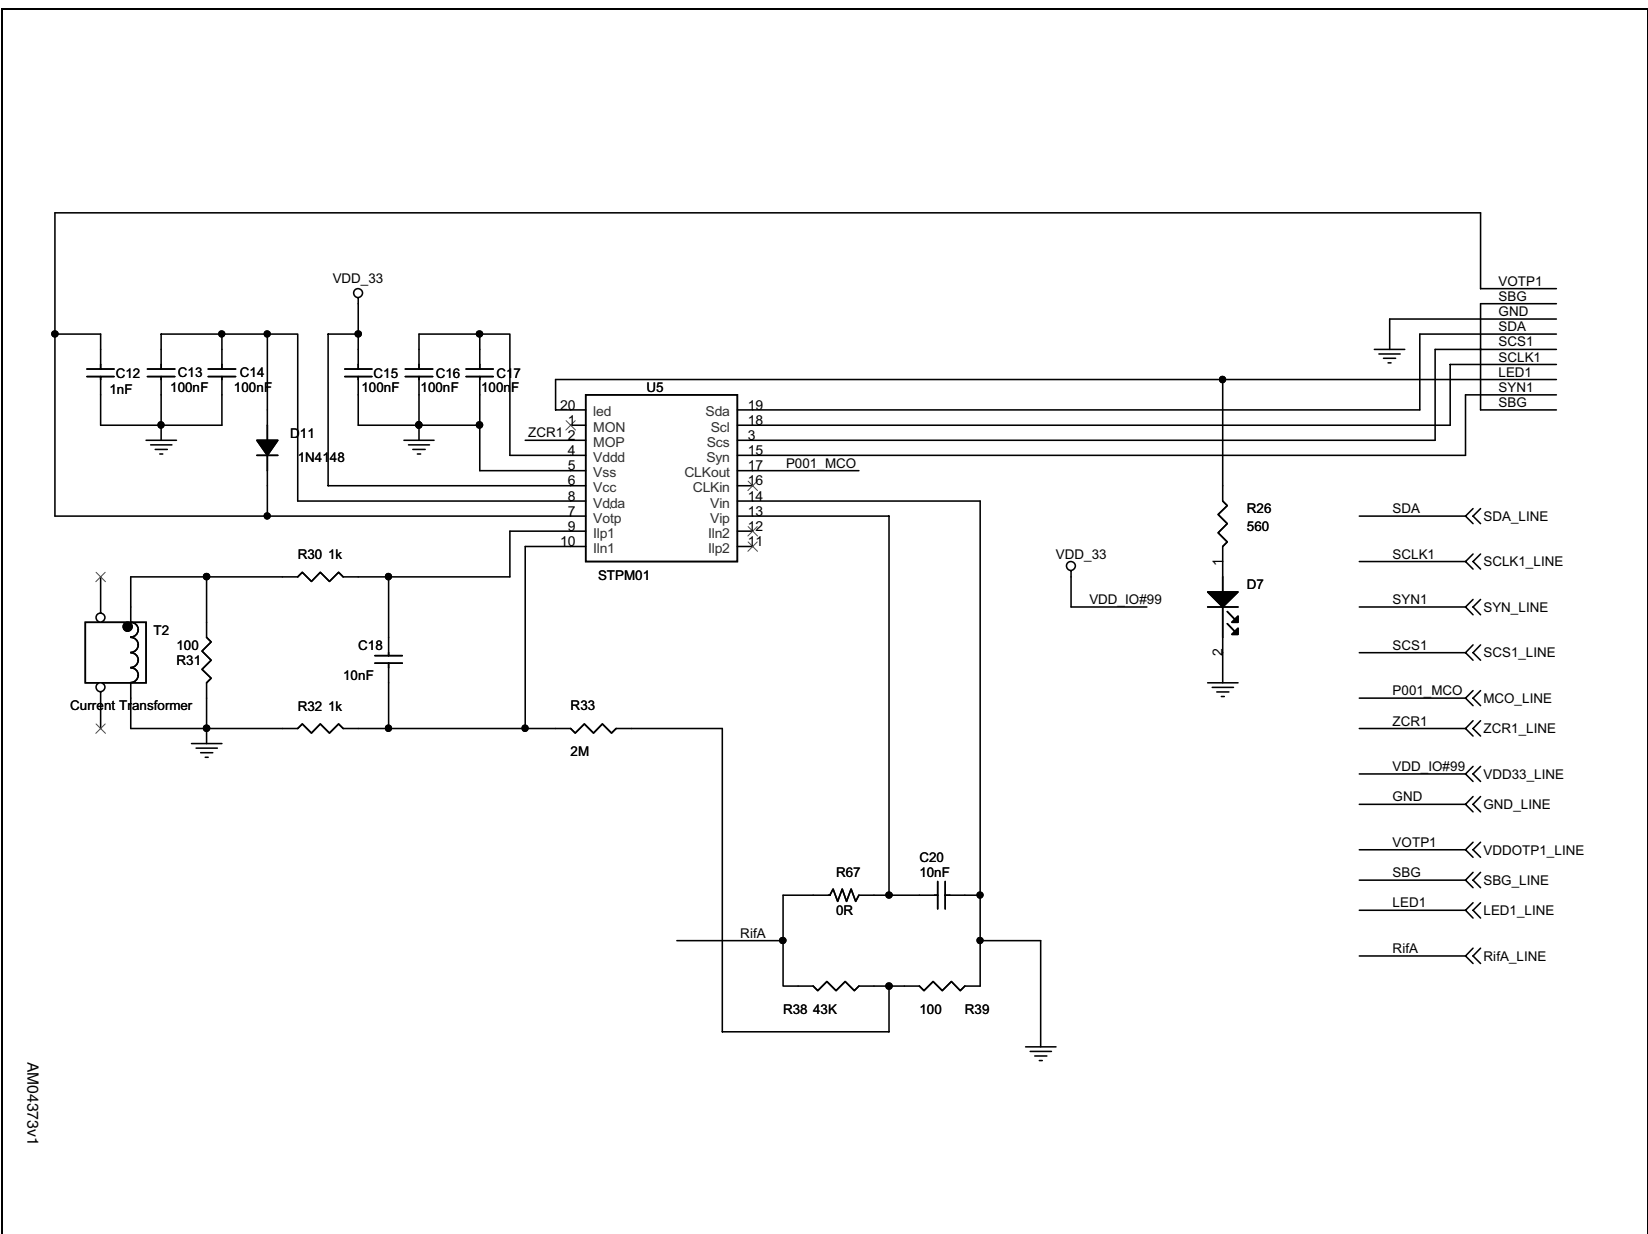 VDD_33
VOTP1
SBG
GND
SDA
SCS1
SCLK1
LED1
SYN1
SBG
C12
1nF
C13
100nF
C14
100nF
C15
100nF
C16
100nF
C17
100nF
D11
1N4148
U5
20 led
1 MON
ZCR1 2 MOP
4 Vddd
5 Vss
6 Vcc
8 Vdda
7 Votp
9 IIp1
10 IIn1
Sda 19
Scl 18
Scs 3
Syn 15
CLKout 17 P001_MCO
CLKin 16
Vin 14
Vip 13
IIn2 12
IIp2 11
STPM01
R30 1k
T2
100
R31
C18
10nF
Current Transformer
R32 1k
R33
2M
VDD_33
VDD_IO#99
R26
560
1
D7
2
SDA SDA_LINE
SCLK1 SCLK1_LINE
SYN1 SYN_LINE
SCS1 SCS1_LINE
P001_MCO MCO_LINE
ZCR1 ZCR1_LINE
VDD_IO#99 VDD33_LINE
GND GND_LINE
VOTP1 VDDOTP1_LINE
SBG SBG_LINE
LED1 LED1_LINE
RifA RifA_LINE
R67
0R
C20
10nF
RifA
R38 43K
100 R39
AM04373v1